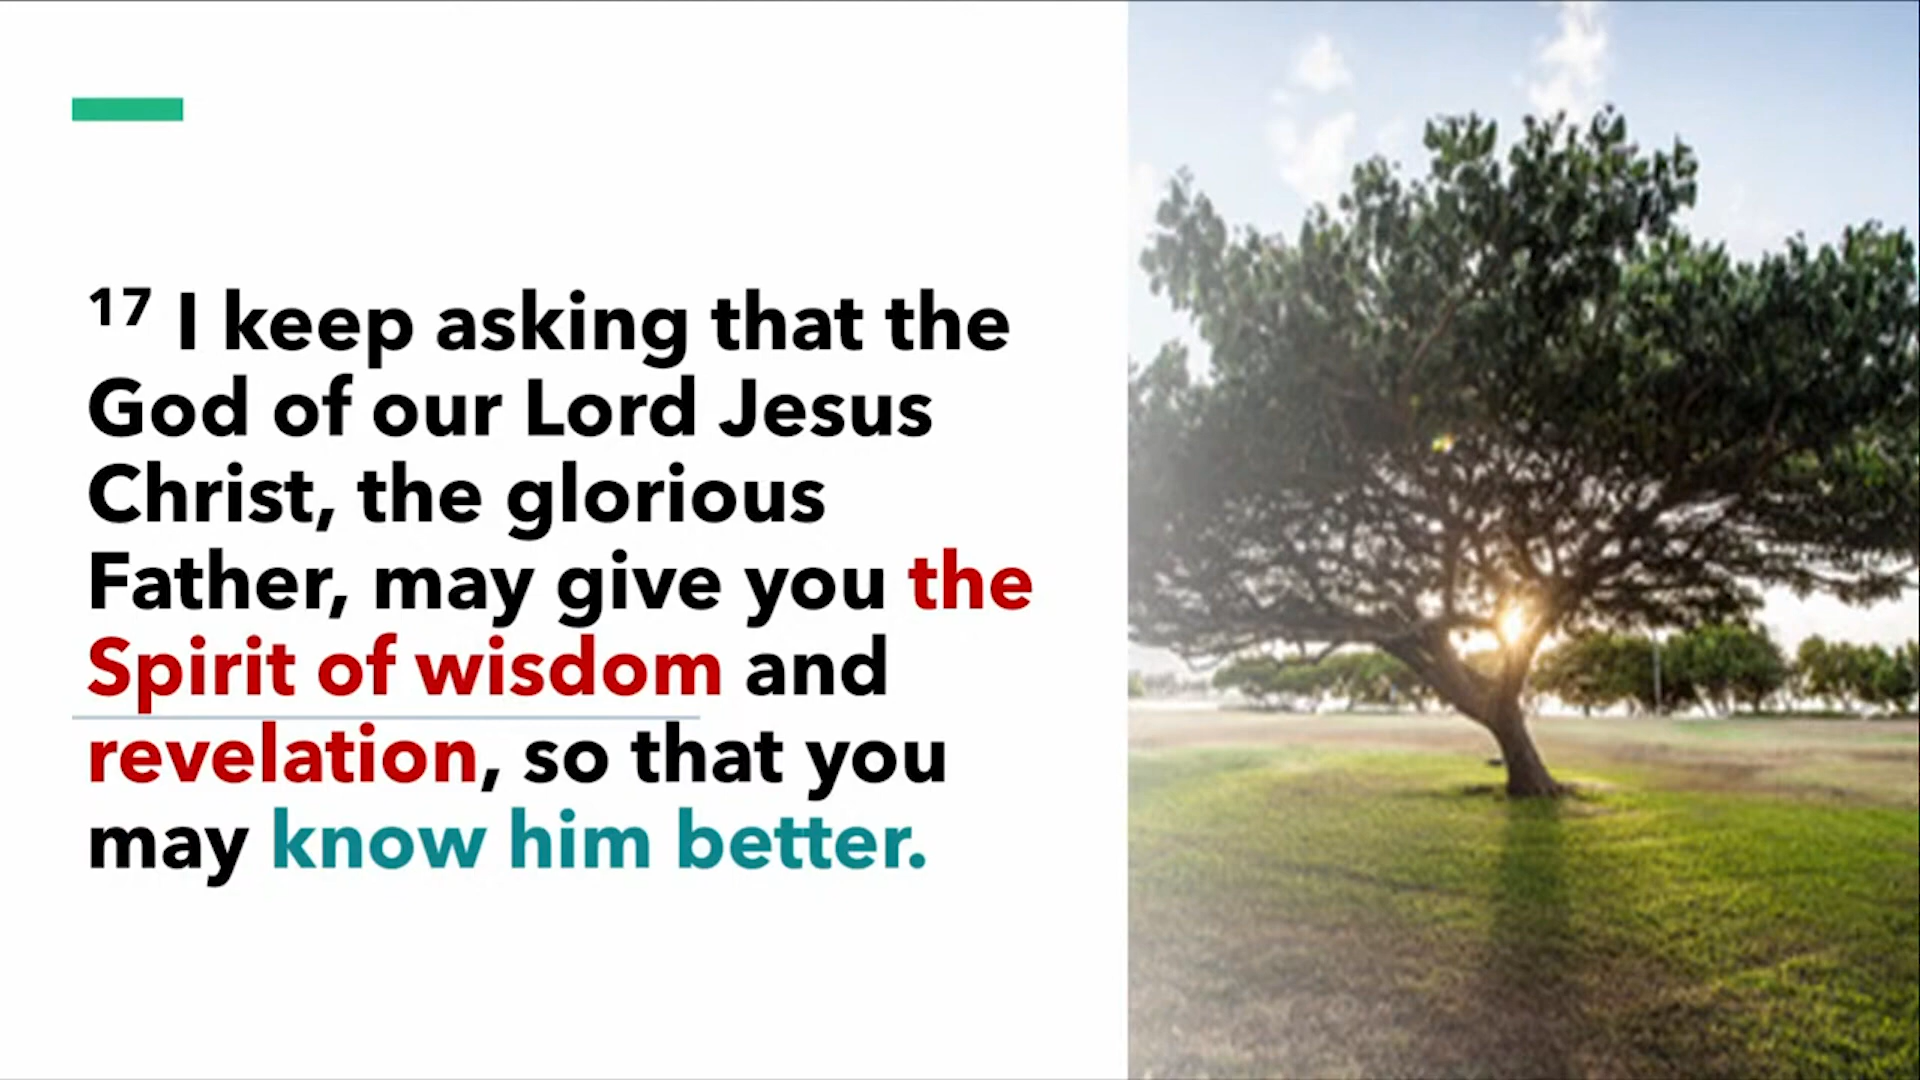 17 I keep asking that the
God of our Lord Jesus
Christ, the glorious
Father, may give you the
Spirit of wisdom and
revelation, so that you
may know him better.